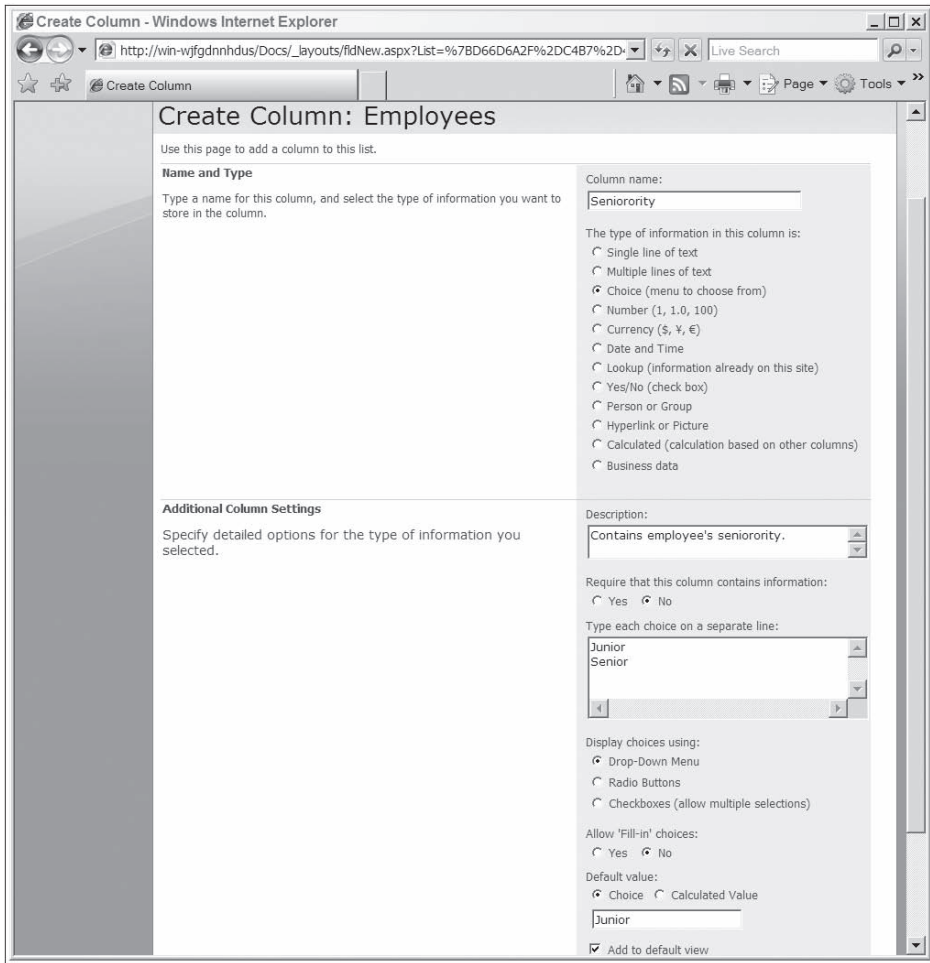 Create Column - Windows Internet Explorer
http://win-wjfgdnnhdus/Docs/_layouts/fldNew.aspx?List=%7BD66D6A2F%2DC4B7%2D
Live Search
Create Column
Page
Tools
Create Column: Employees
Use this page to add a column to this list.
Name and Type
Type a name for this column, and select the type of information you want to
store in the column.
Column name:
Seniorority
The type of information in this column is:
Single line of text
Multiple lines of text
Choice (menu to choose from)
Number (1, 1.0, 100)
Currency ($, ¥, €)
Date and Time
Lookup (information already on this site)
Yes/No (check box)
Person or Group
Hyperlink or Picture
Calculated (calculation based on other columns)
Business data
Additional Column Settings
Specify detailed options for the type of information you
selected.
Description:
Contains employee's seniorority.
Require that this column contains information:
Yes No
Type each choice on a separate line:
Junior
Senior
Display choices using:
Drop-Down Menu
Radio Buttons
Checkboxes (allow multiple selections)
Allow 'Fill-in' choices:
Yes No
Default value:
Choice Calculated Value
Junior
Add to default view